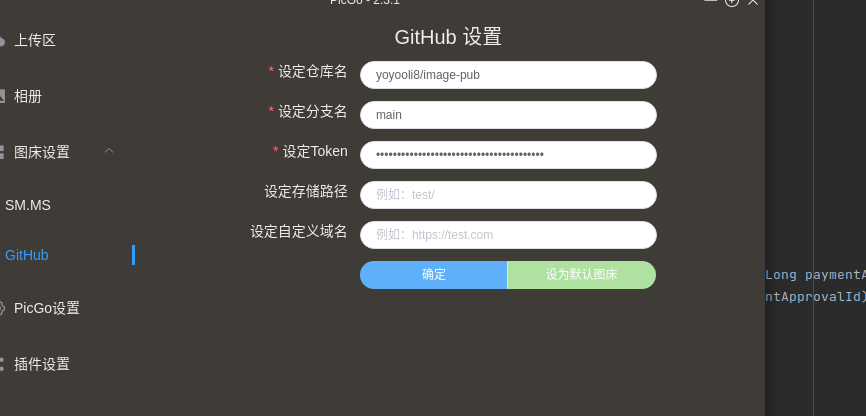 PicGo - 2.3.1
GitHub 设置
上传区
相册
图床设置
SM.MS
GitHub
PicGo设置
插件设置
* 设定仓库名
yoyooli8/image-pub
* 设定分支名
main
* 设定Token
••••••••••••••••••••••••••••••••••••••••
设定存储路径
例如：test/
设定自定义域名
例如：https://test.com
确定
设为默认图床
Long paymentA
ntApprovalId)